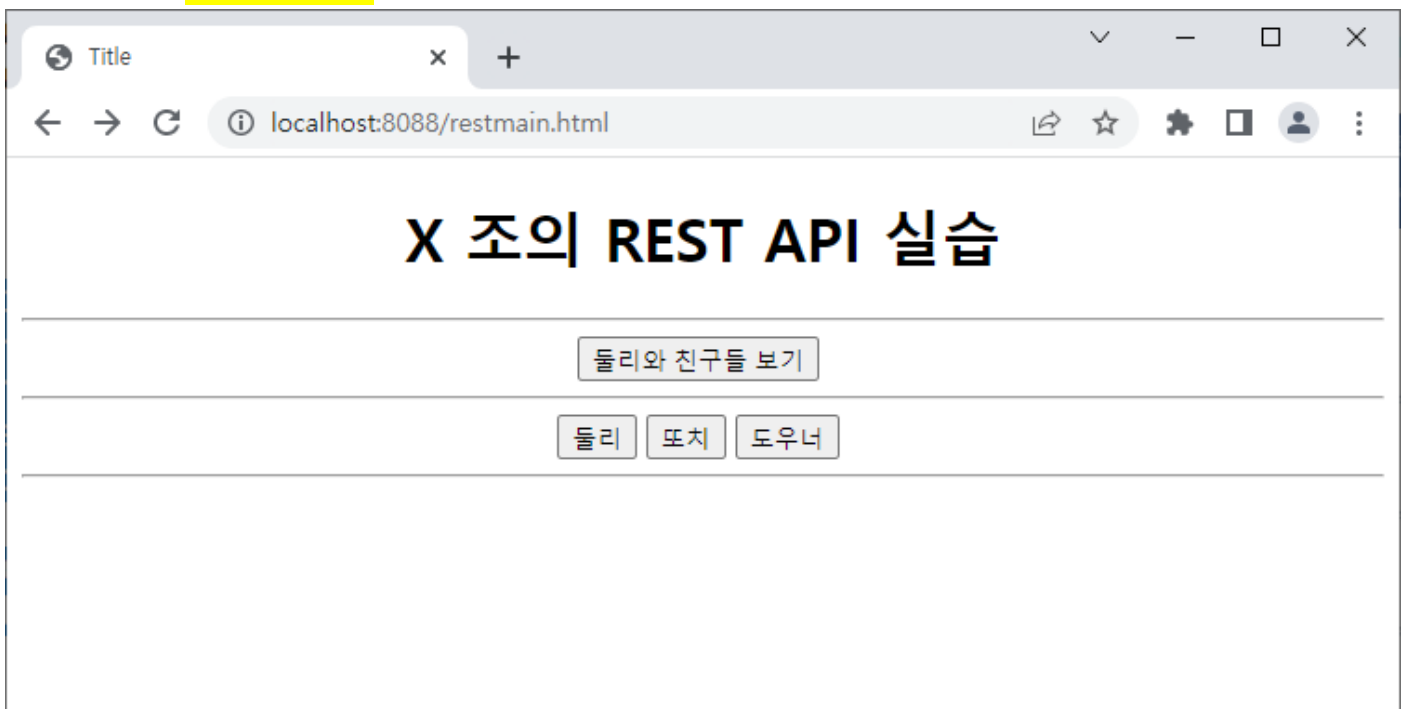 Title
localhost:8088/restmain.html
X 조의 REST API 실습
둘리와 친구들 보기
둘리 또치 도우너